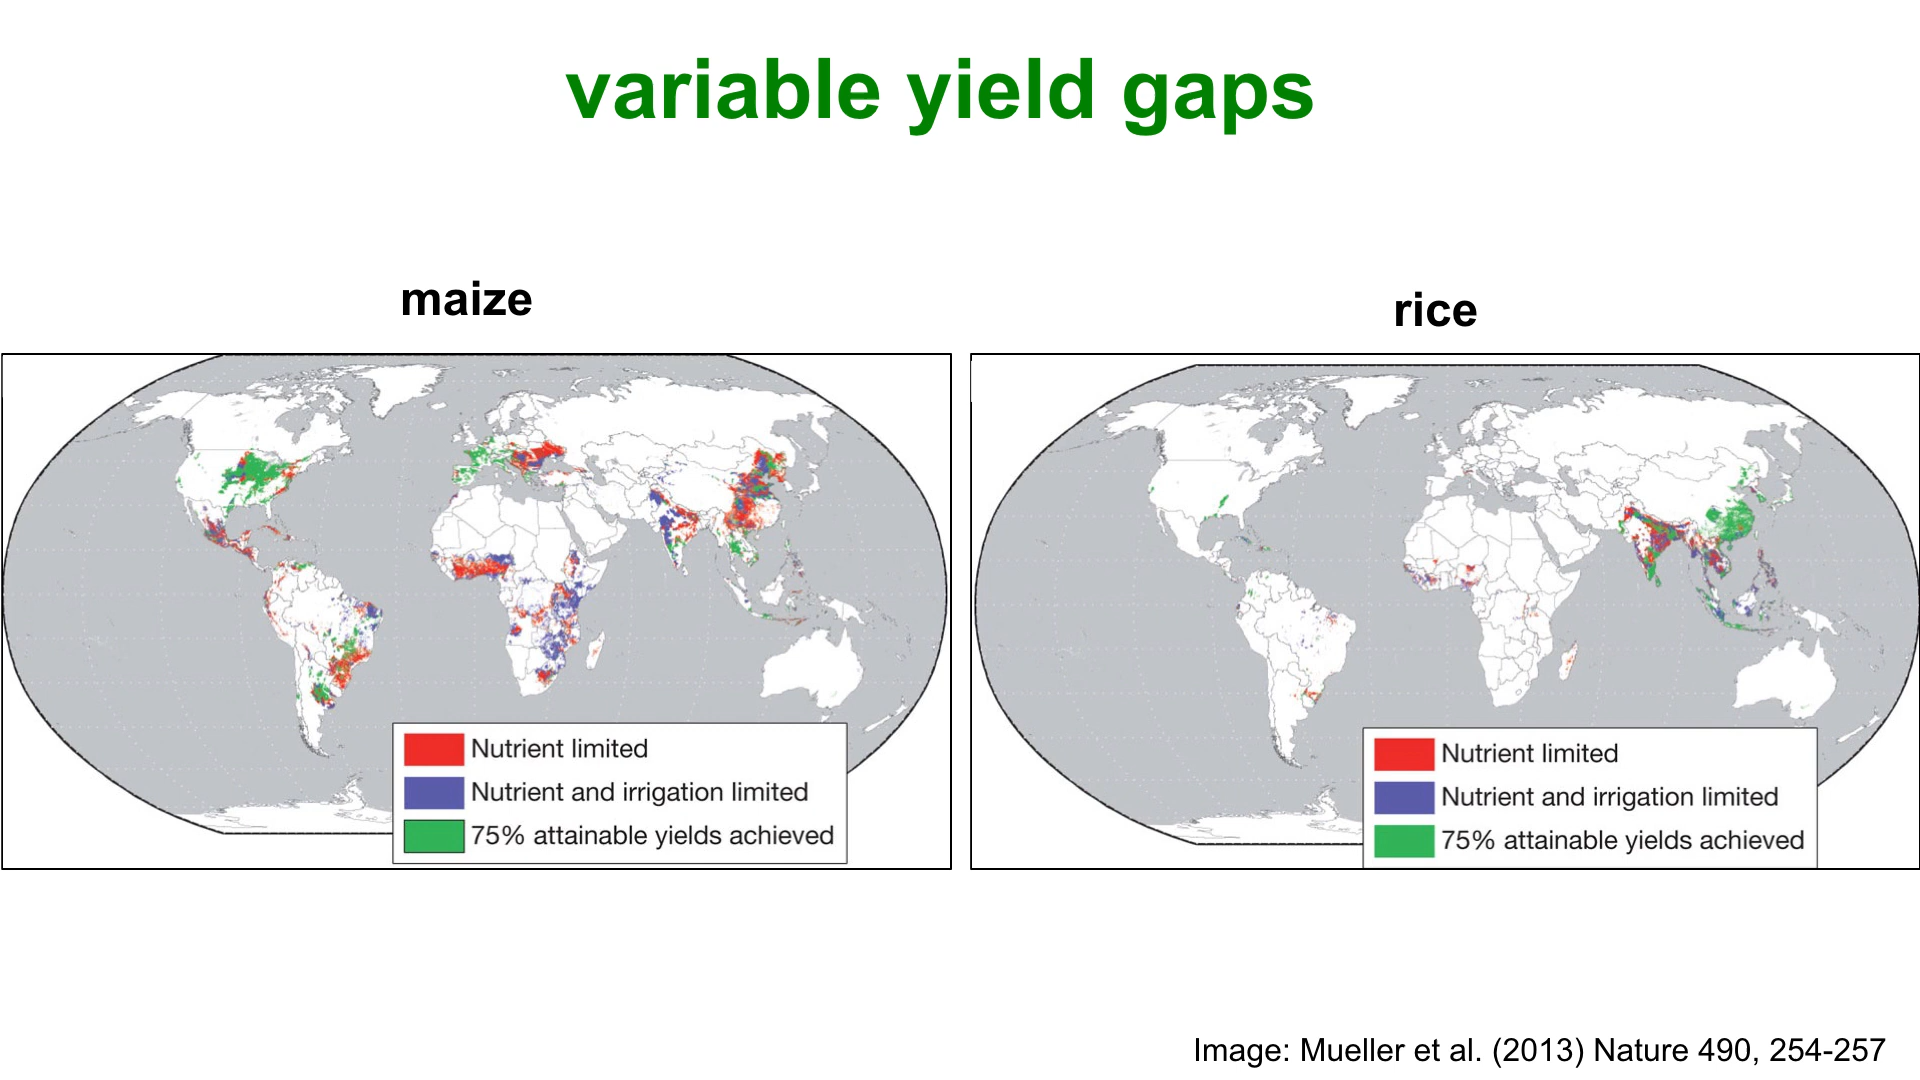 variable yield gaps
maize
rice
Nutrient limited
Nutrient and irrigation limited
75% attainable yields achieved
Nutrient limited
Nutrient and irrigation limited
75% attainable yields achieved
Image: Mueller et al. (2013) Nature 490, 254-257